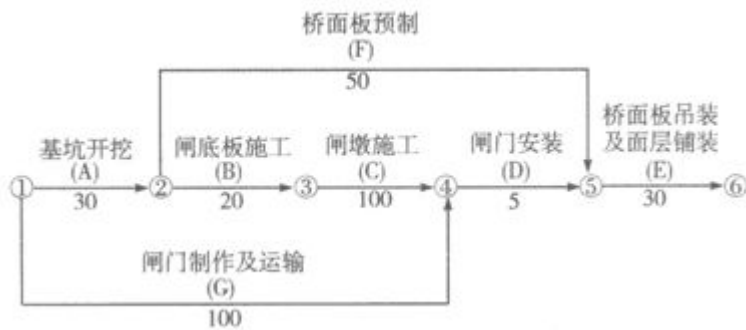 桥面板预制
(F)
50
基坑开挖
(A)
30
闸底板施工
(B)
20
闸墩施工
(C)
100
闸门安装
(D)
5
桥面板吊装
及面层铺装
(E)
30
① ② ③ ④ ⑤ ⑥
闸门制作及运输
(G)
100